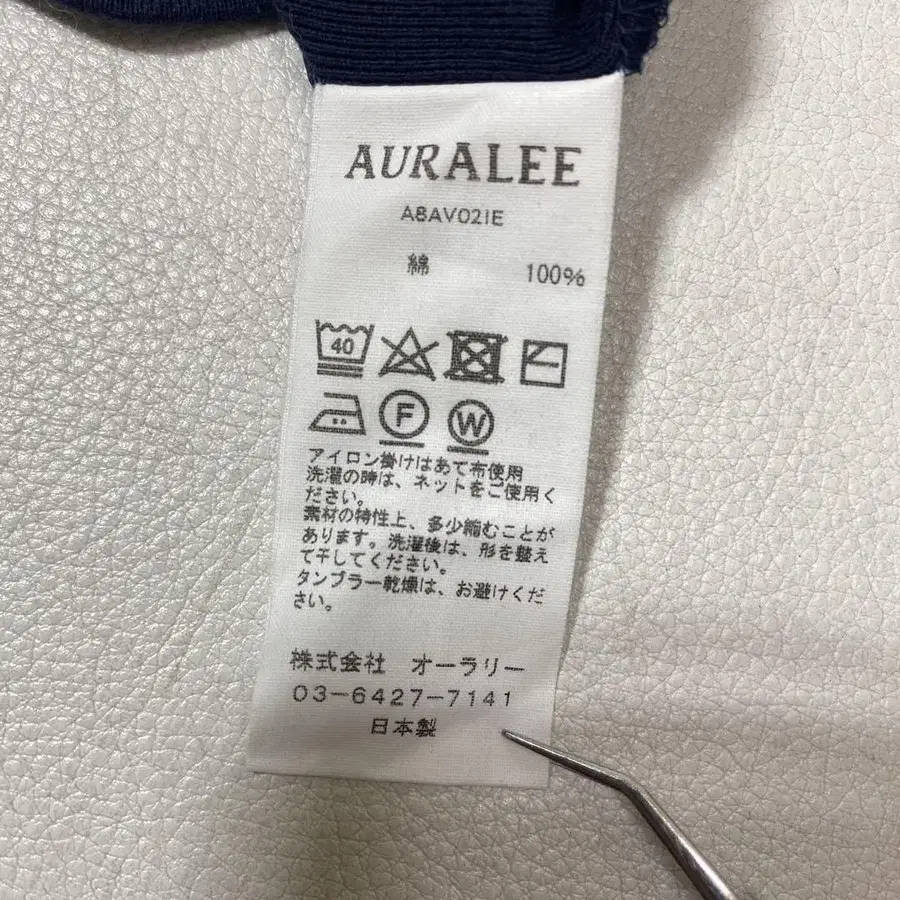 AURALEE
A8AV02IE
綿 100%
40
F W
アイロン掛けはあて布使用
洗濯の時は、ネットをご使用く
ださい。
素材の特性上、多少縮むことが
あります。洗濯後は、形を整え
て干してください。
タンブラー乾燥は、お避けくだ
さい。
株式会社 オーラリー
03-6427-7141
日本製